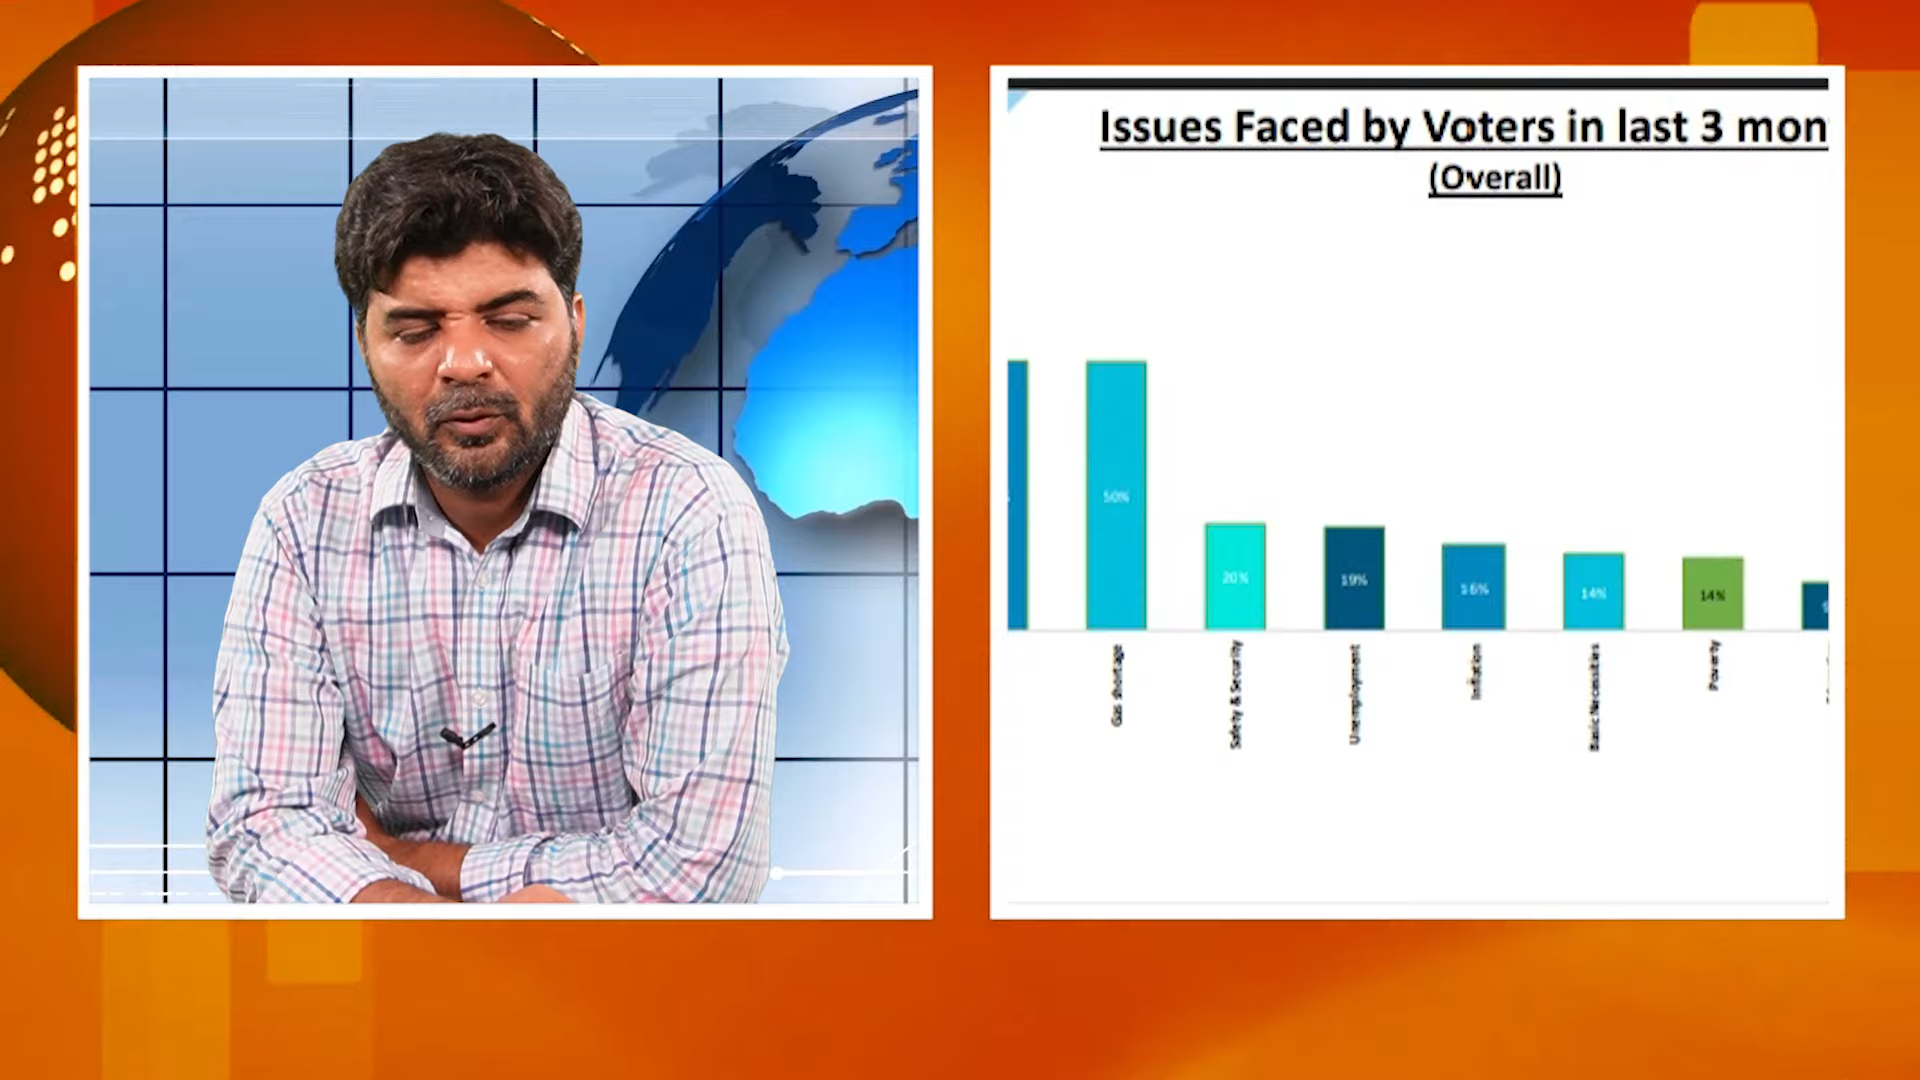 Issues Faced by Voters in last 3 mon
(Overall)
50%
20%
19%
16%
14%
14%
Gas shortage
Safety & Security
Unemployment
Inflation
Basic Necessities
Poverty